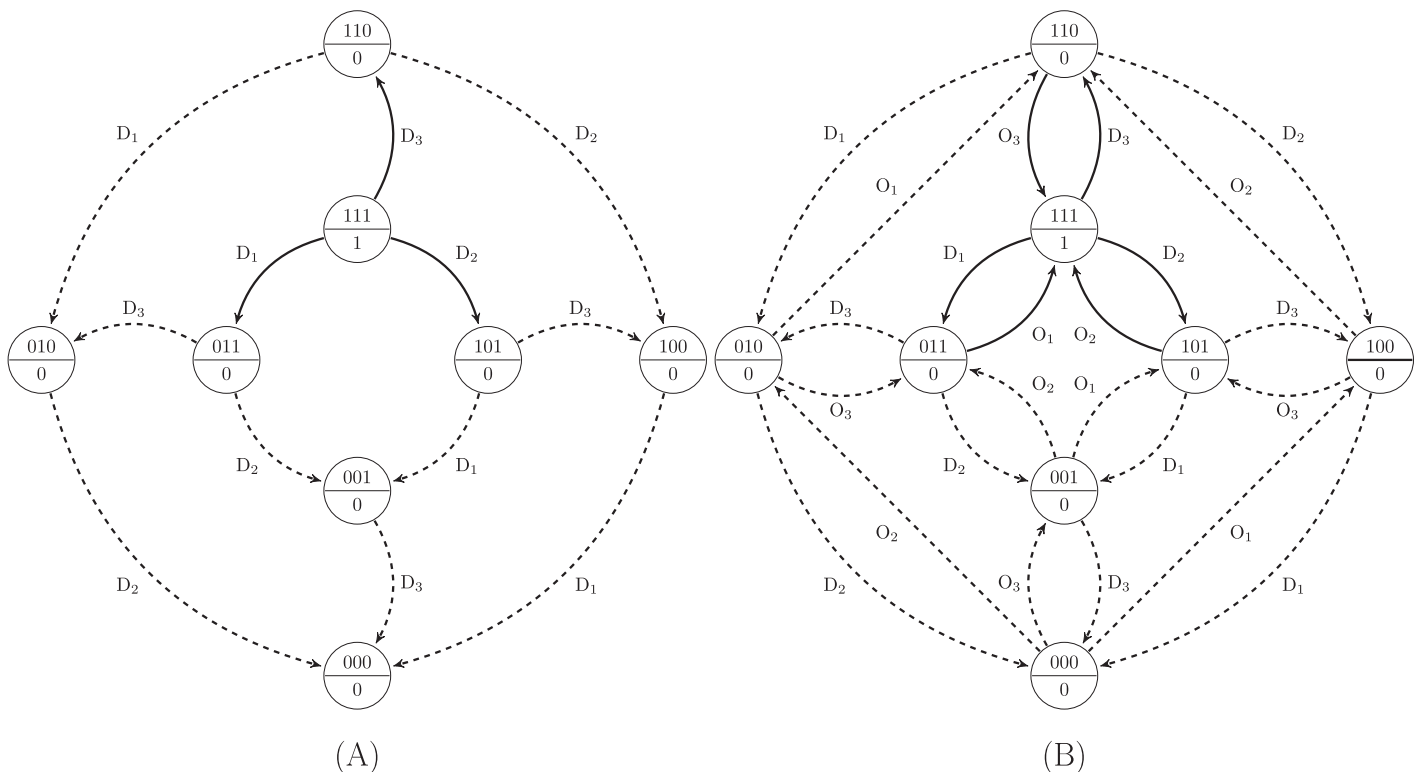 110
0
D₁
D₂
D₃
111
1
D₁
D₂
D₃
D₃
010
0
011
0
101
0
100
0
D₂
D₁
001
0
D₂
D₃
D₁
000
0
(A)
110
0
D₁
O₃
D₃
D₂
O₁
O₂
111
1
D₁
D₂
D₃
O₁
O₂
D₃
010
0
011
0
101
0
100
0
O₃
O₂
O₁
O₃
D₂
D₁
001
0
O₂
O₁
D₂
O₃
D₃
D₁
000
0
(B)